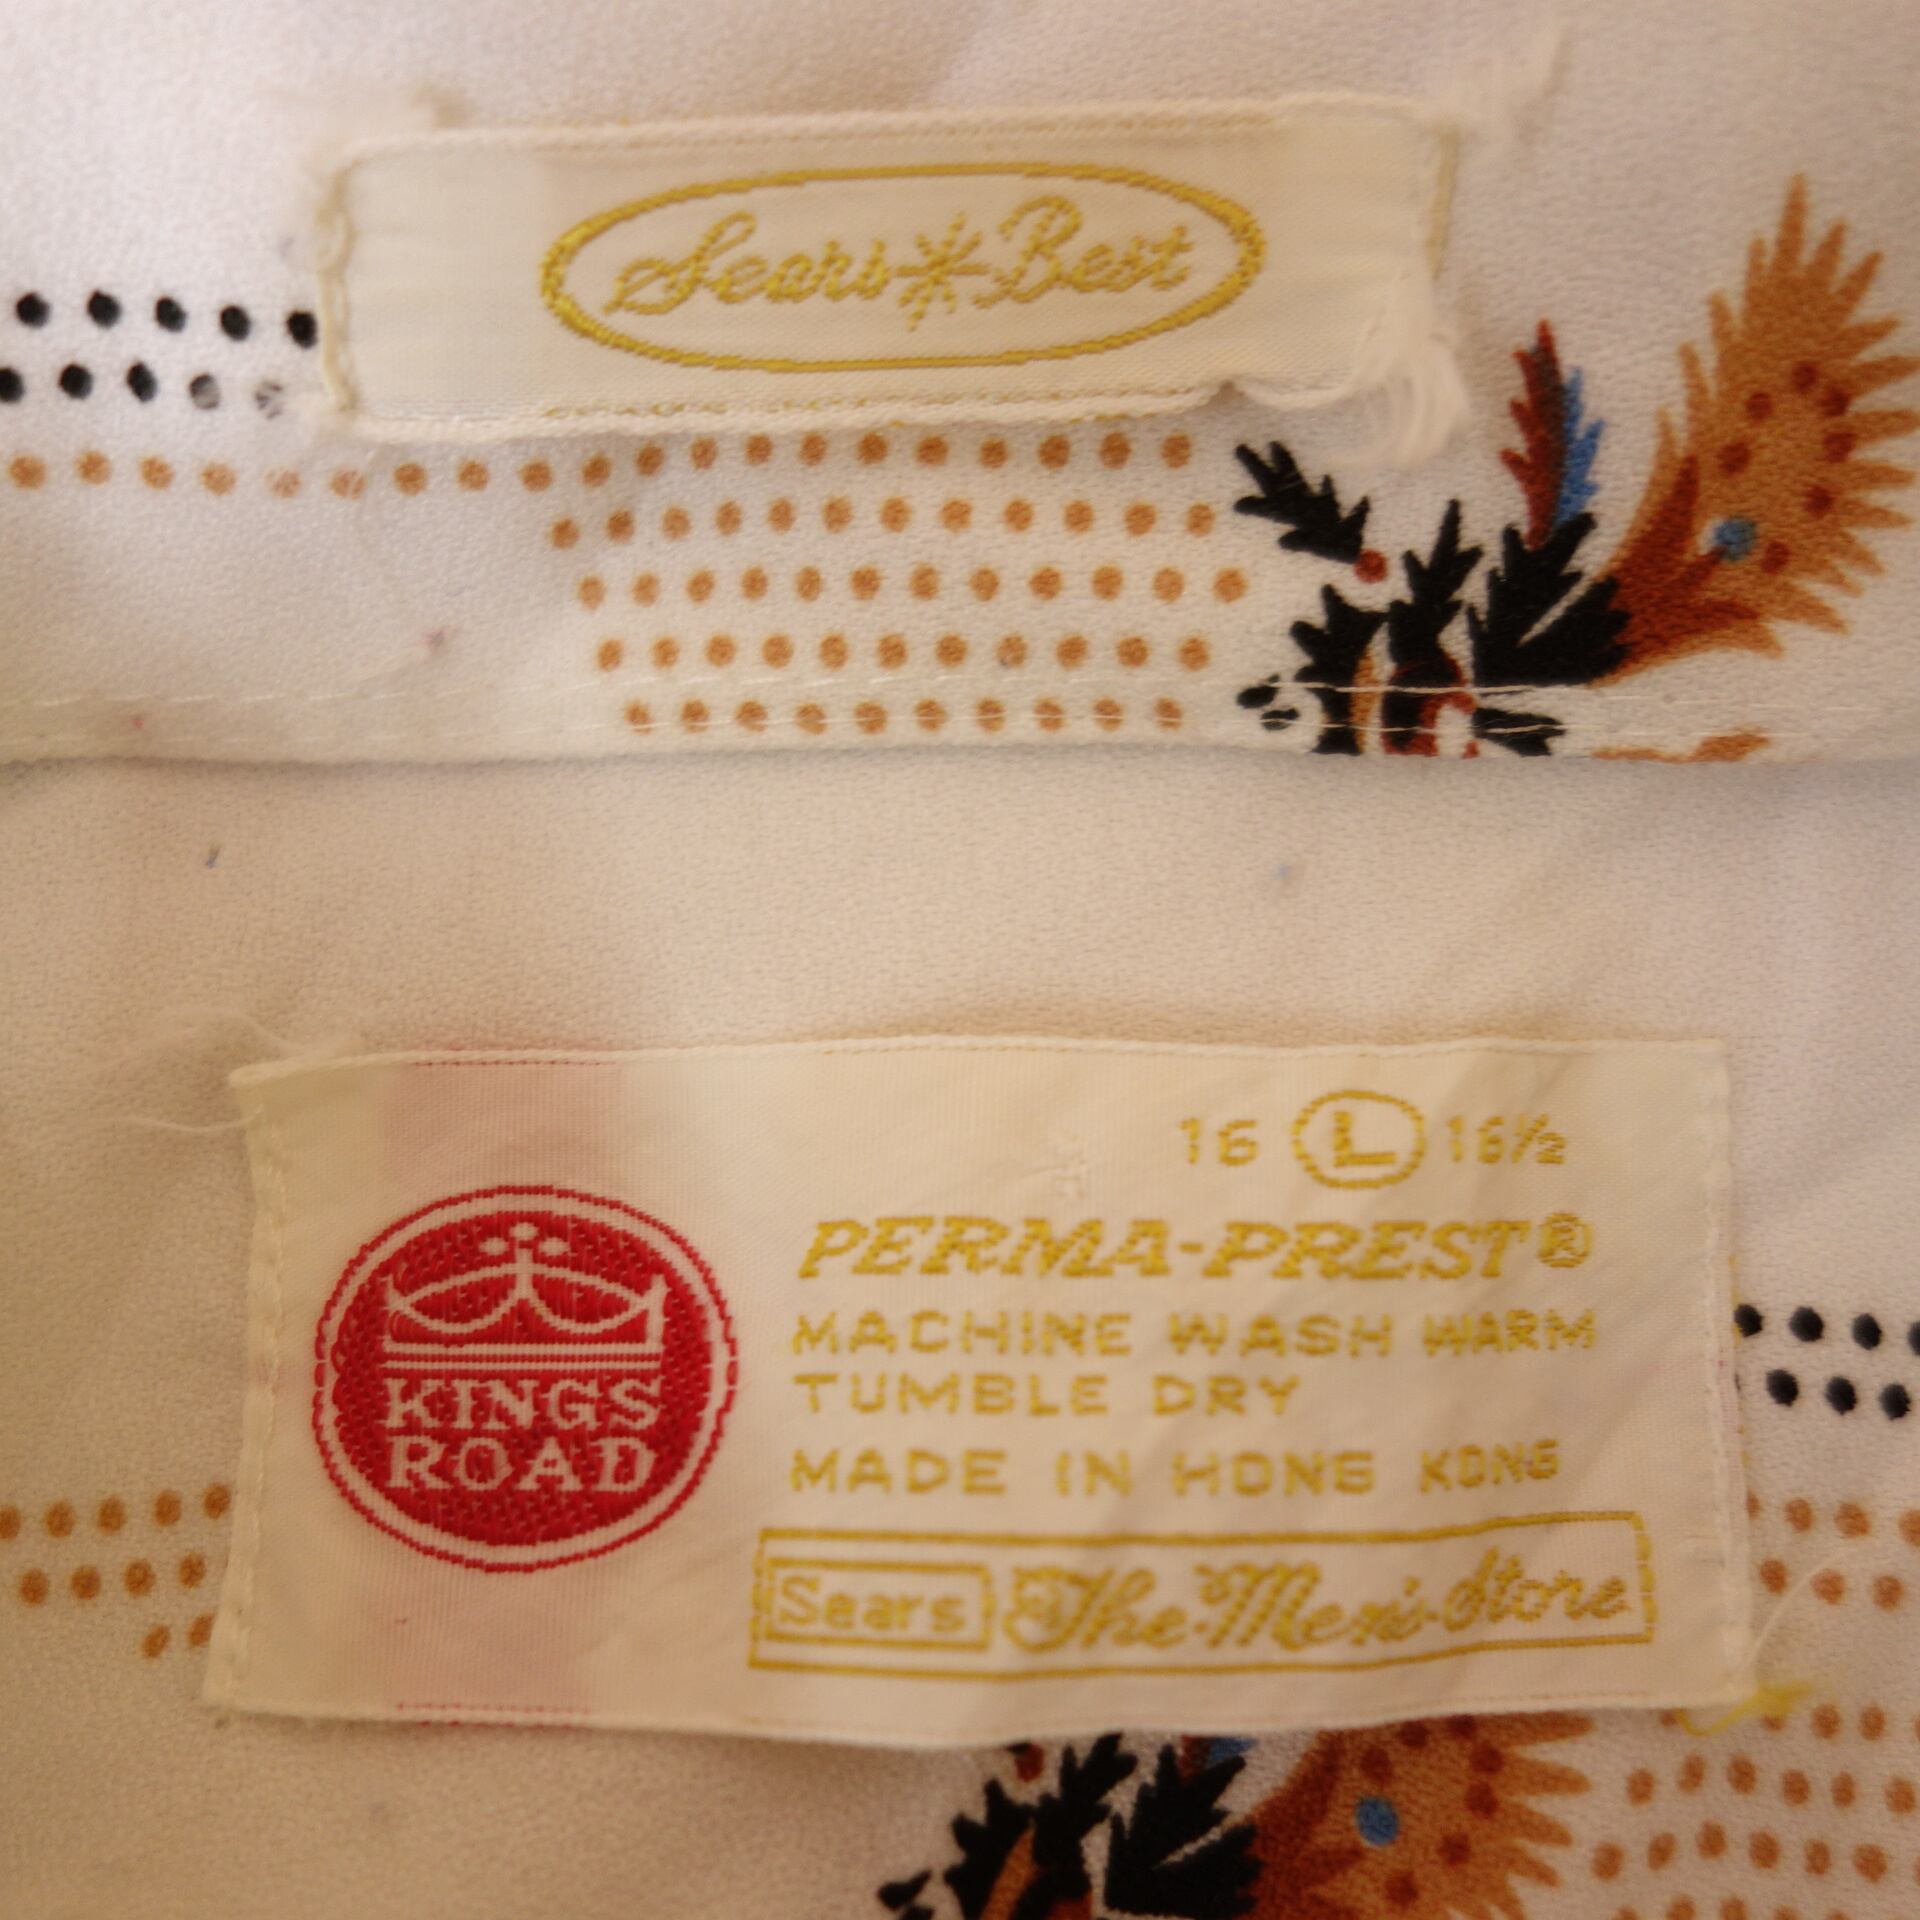 Sears Best
16 L 16½
PERMA-PREST®
MACHINE WASH WARM
TUMBLE DRY
MADE IN HONG KONG
KINGS
ROAD
Sears The Men's Store